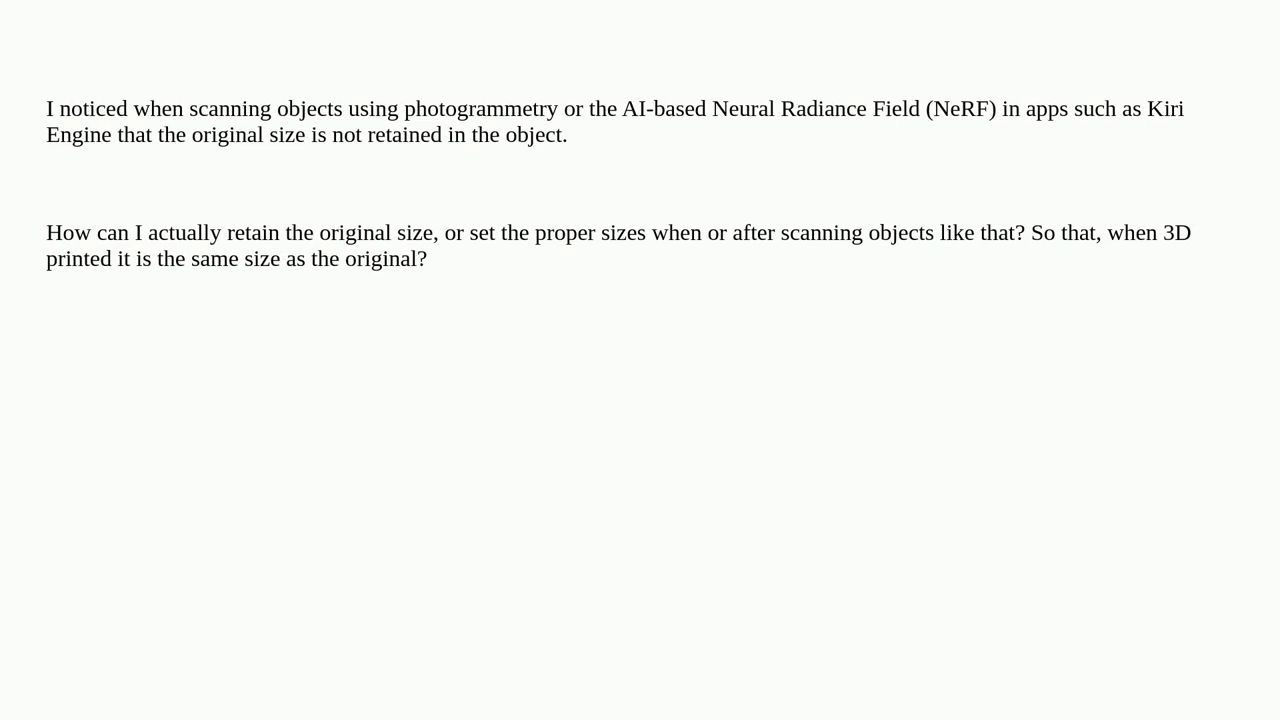 I noticed when scanning objects using photogrammetry or the AI-based Neural Radiance Field (NeRF) in apps such as Kiri
Engine that the original size is not retained in the object.
How can I actually retain the original size, or set the proper sizes when or after scanning objects like that? So that, when 3D
printed it is the same size as the original?